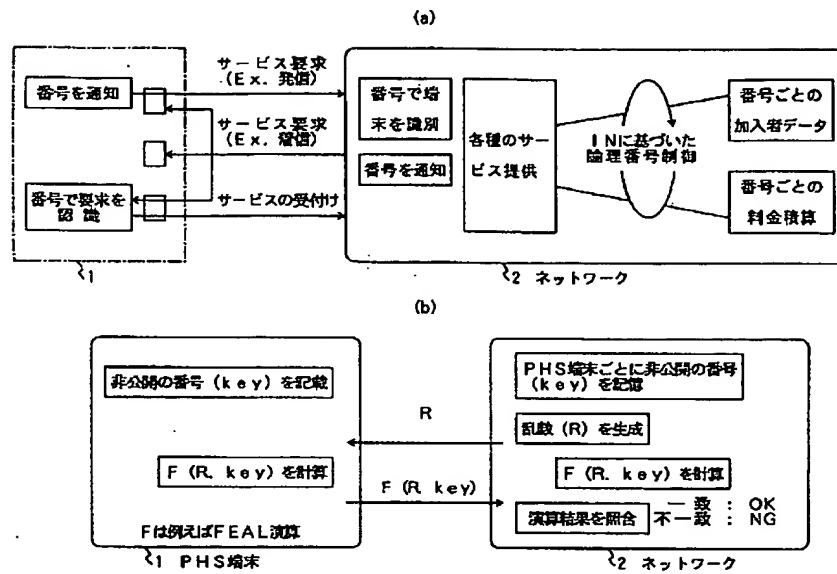 (a)
サービス要求
(Ex. 発信)
番号を通知
サービス要求
(Ex. 着信)
番号で要求を
認識
サービスの受付け
1
番号で端
末を識別
番号を通知
各種のサー
ビス提供
INに基づいた
論理番号制御
番号ごとの
加入者データ
番号ごとの
料金積算
2 ネットワーク
(b)
非公開の番号(key)を記載
F(R. key)を計算
Fは例えばFEAL演算
1 PHS端末
R
F(R. key)
PHS端末ごとに非公開の番号
(key)を記憶
乱数(R)を生成
F(R. key)を計算
演算結果を照合
一致 : OK
不一致 : NG
2 ネットワーク